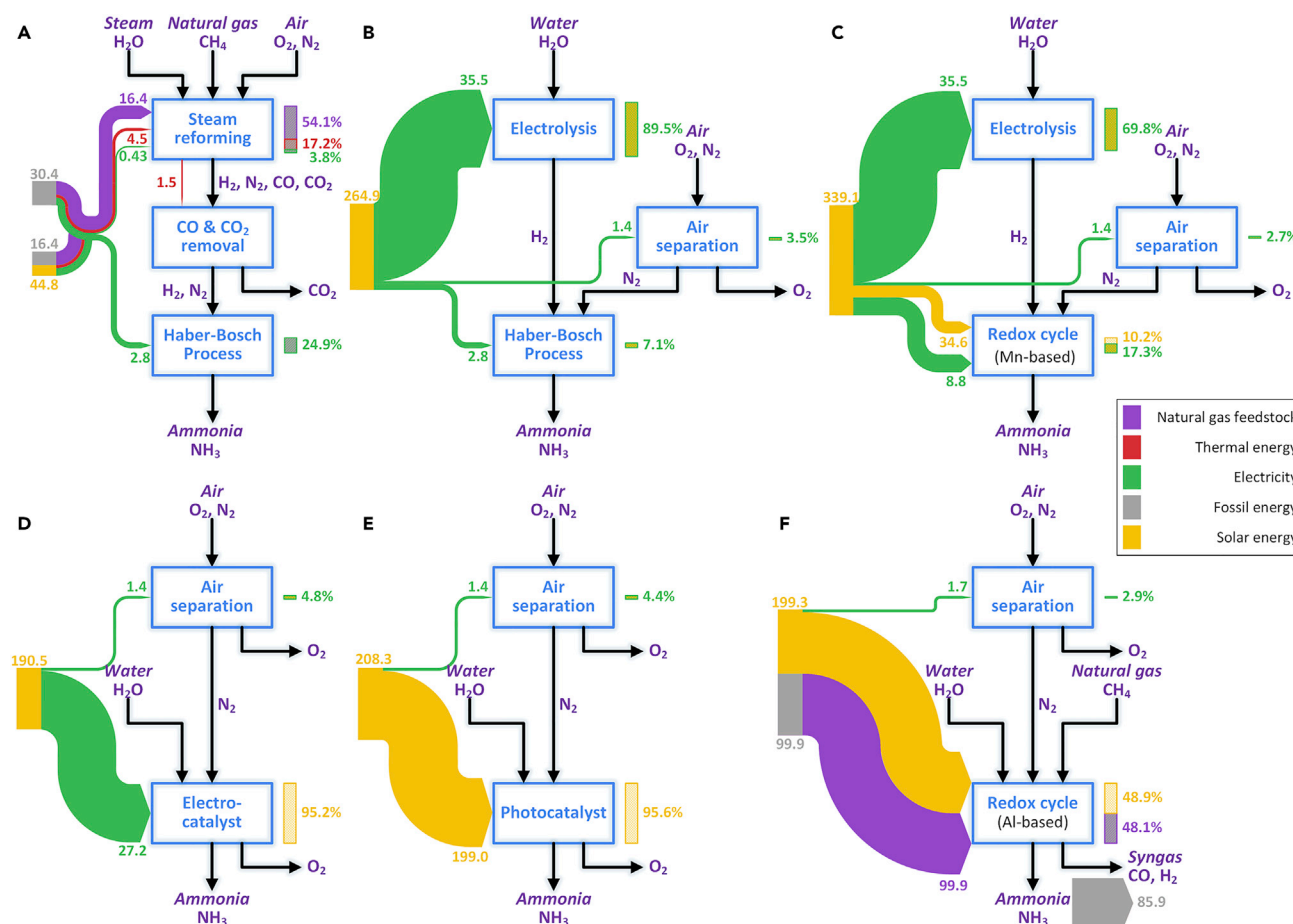 A
Steam
H₂O
Natural gas
CH₄
Air
O₂, N₂
16.4
4.5
0.43
30.4
16.4
44.8
Steam
reforming
54.1%
17.2%
3.8%
1.5
H₂, N₂, CO, CO₂
CO & CO₂
removal
H₂, N₂
CO₂
Haber-Bosch
Process
2.8
24.9%
Ammonia
NH₃
B
Water
H₂O
35.5
Electrolysis
89.5%
Air
O₂, N₂
264.9
1.4
Air
separation
3.5%
H₂
N₂
O₂
Haber-Bosch
Process
2.8
7.1%
Ammonia
NH₃
C
Water
H₂O
35.5
Electrolysis
69.8%
Air
O₂, N₂
339.1
1.4
Air
separation
2.7%
H₂
N₂
O₂
34.6
8.8
Redox cycle
(Mn-based)
10.2%
17.3%
Ammonia
NH₃
Natural gas feedstock
Thermal energy
Electricity
Fossil energy
Solar energy
D
Air
O₂, N₂
1.4
Air
separation
4.8%
O₂
190.5
Water
H₂O
N₂
Electro-
catalyst
95.2%
27.2
O₂
Ammonia
NH₃
E
Air
O₂, N₂
1.4
Air
separation
4.4%
O₂
208.3
Water
H₂O
N₂
Photocatalyst
95.6%
199.0
O₂
Ammonia
NH₃
F
Air
O₂, N₂
1.7
Air
separation
2.9%
199.3
O₂
Water
H₂O
N₂
Natural gas
CH₄
99.9
Redox cycle
(Al-based)
48.9%
48.1%
99.9
Syngas
CO, H₂
85.9
Ammonia
NH₃